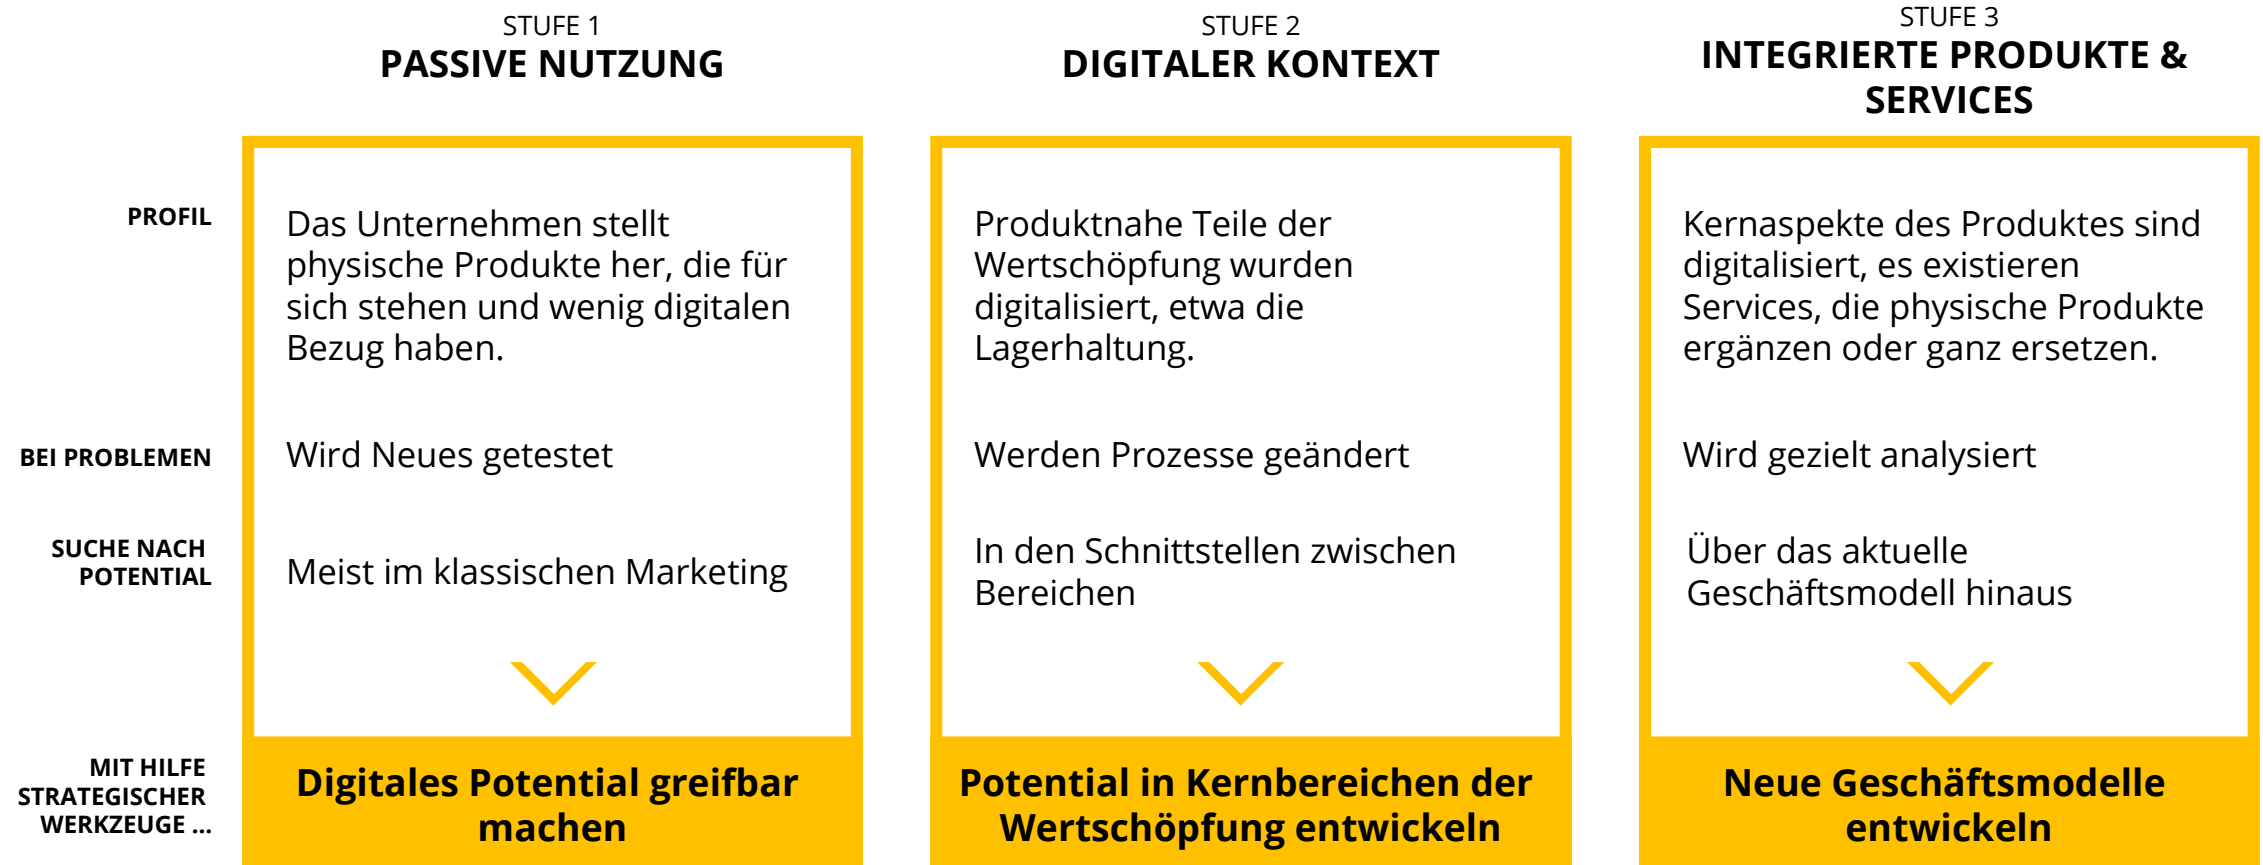 STUFE 1
PASSIVE NUTZUNG
STUFE 2
DIGITALER KONTEXT
STUFE 3
INTEGRIERTE PRODUKTE &
SERVICES
PROFIL
Das Unternehmen stellt
physische Produkte her, die für
sich stehen und wenig digitalen
Bezug haben.
Produktnahe Teile der
Wertschöpfung wurden
digitalisiert, etwa die
Lagerhaltung.
Kernaspekte des Produktes sind
digitalisiert, es existieren
Services, die physische Produkte
ergänzen oder ganz ersetzen.
BEI PROBLEMEN
Wird Neues getestet
Werden Prozesse geändert
Wird gezielt analysiert
SUCHE NACH
POTENTIAL
Meist im klassischen Marketing
In den Schnittstellen zwischen
Bereichen
Über das aktuelle
Geschäftsmodell hinaus
MIT HILFE
STRATEGISCHER
WERKZEUGE ...
Digitales Potential greifbar
machen
Potential in Kernbereichen der
Wertschöpfung entwickeln
Neue Geschäftsmodelle
entwickeln